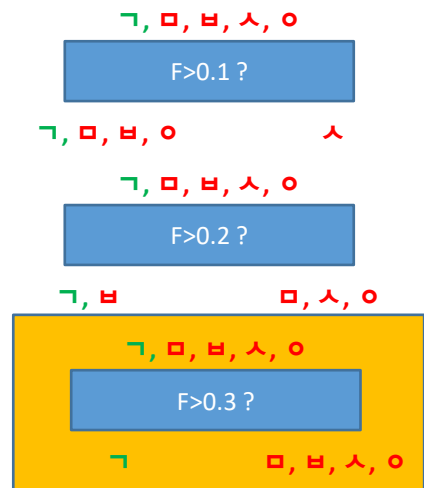 ㄱ, ㅁ, ㅂ, ㅅ, ㅇ
F>0.1 ?
ㄱ, ㅁ, ㅂ, ㅇ ㅅ
ㄱ, ㅁ, ㅂ, ㅅ, ㅇ
F>0.2 ?
ㄱ, ㅂ ㅁ, ㅅ, ㅇ
ㄱ, ㅁ, ㅂ, ㅅ, ㅇ
F>0.3 ?
ㄱ ㅁ, ㅂ, ㅅ, ㅇ